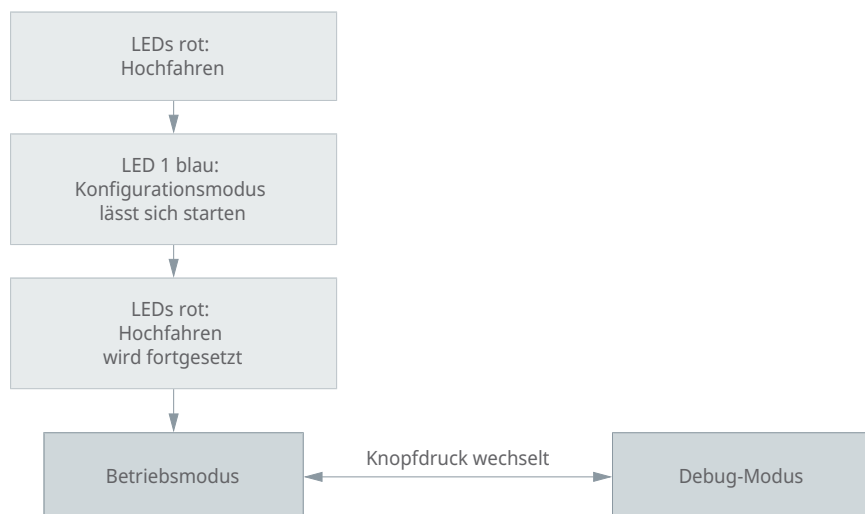 LEDs rot:
Hochfahren
LED 1 blau:
Konfigurationsmodus
lässt sich starten
LEDs rot:
Hochfahren
wird fortgesetzt
Betriebsmodus
Knopfdruck wechselt
Debug-Modus